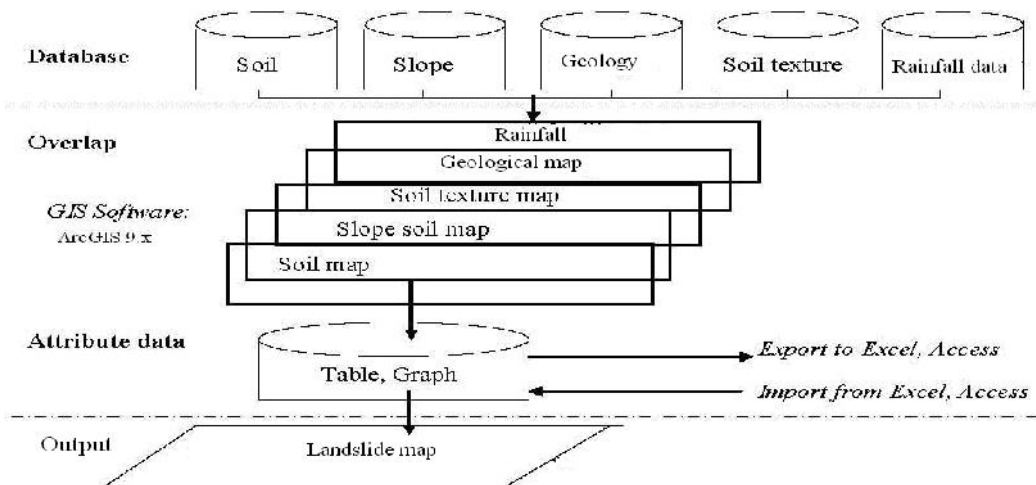 Database
Soil
Slope
Geology
Soil texture
Rainfall data
Overlap
Rainfall
Geological map
Soil texture map
GIS Software:
ArcGIS 9.x
Slope soil map
Soil map
Attribute data
Table, Graph
Export to Excel, Access
Import from Excel, Access
Output
Landslide map